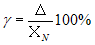 γ = Δ / X_N 100%